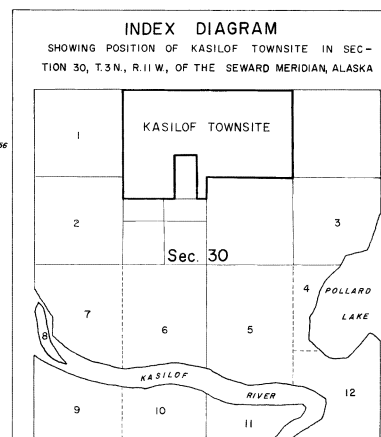 INDEX DIAGRAM
SHOWING POSITION OF KASILOF TOWNSITE IN SEC-
TION 30, T.3 N., R.11 W., OF THE SEWARD MERIDIAN, ALASKA
KASILOF TOWNSITE
1
2
3
Sec. 30
4
POLLARD
LAKE
7
6
5
8
KASILOF
RIVER
12
9
10
11